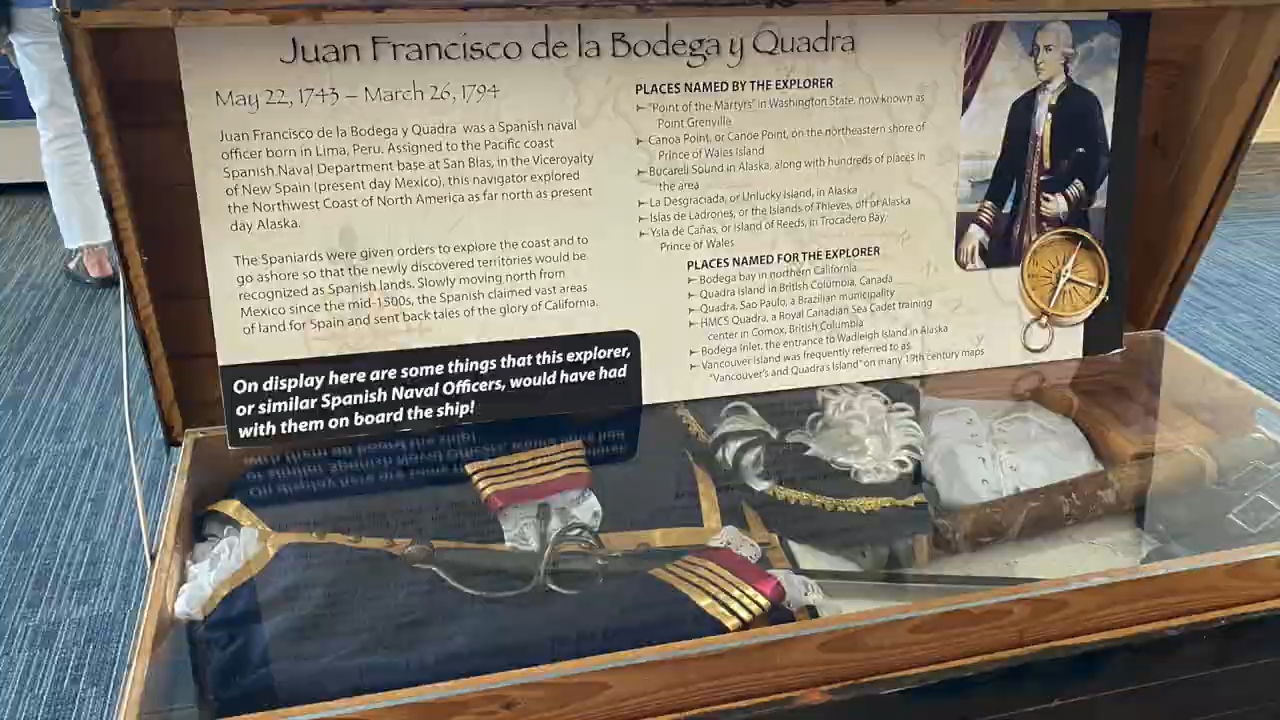 Juan Francisco de la Bodega y Quadra
May 22, 1743 – March 26, 1794
Juan Francisco de la Bodega y Quadra was a Spanish naval
officer born in Lima, Peru. Assigned to the Pacific coast
Spanish Naval Department base at San Blas, in the Viceroyalty
of New Spain (present day Mexico), this navigator explored
the Northwest Coast of North America as far north as present
day Alaska.
The Spaniards were given orders to explore the coast and to
go ashore so that the newly discovered territories would be
recognized as Spanish lands. Slowly moving north from
Mexico since the mid-1500s, the Spanish claimed vast areas
of land for Spain and sent back tales of the glory of California.
On display here are some things that this explorer,
or similar Spanish Naval Officers, would have had
with them on board the ship!
PLACES NAMED BY THE EXPLORER
"Point of the Martyrs" in Washington State, now known as
Point Grenville
Canoa Point, or Canoe Point, on the northeastern shore of
Prince of Wales Island
Bucareli Sound in Alaska, along with hundreds of places in
the area
La Desgraciada, or Unlucky Island, in Alaska
Islas de Ladrones, or the Islands of Thieves, off of Alaska
Ysla de Cañas, or Island of Reeds, in Trocadero Bay,
Prince of Wales
PLACES NAMED FOR THE EXPLORER
Bodega bay in northern California
Quadra Island in British Columbia, Canada
Quadra, Sao Paulo, a Brazilian municipality
HMCS Quadra, a Royal Canadian Sea Cadet training
center in Comox, British Columbia
Bodega Inlet, the entrance to Wadleigh Island in Alaska
Vancouver Island was frequently referred to as
"Vancouver's and Quadra's Island" on many 19th century maps